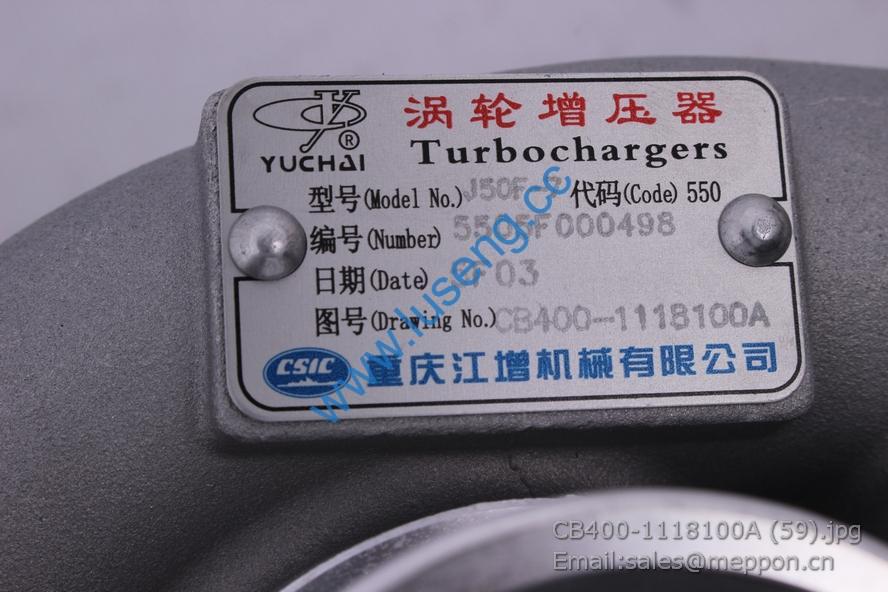 涡轮增压器
YUCHAI ®
Turbochargers
型号(Model No.) J50F 代码(Code) 550
编号(Number) 5505F000498
日期(Date) 03
图号(Drawing No.) CB400-1118100A
CSIC 重庆江增机械有限公司
www.luseng.cc
CB400-1118100A (59).jpg
Email:sales@meppon.cn